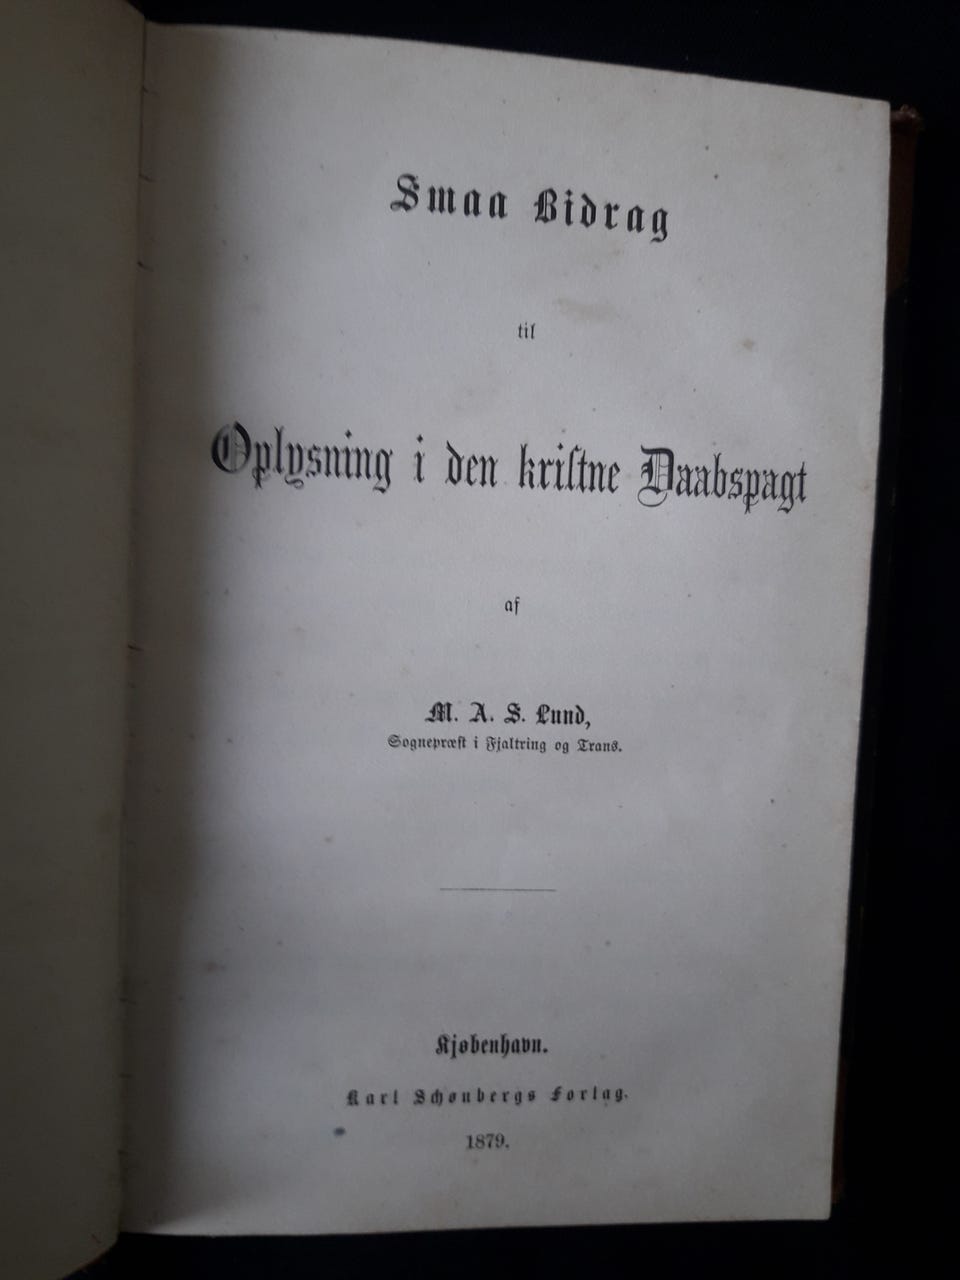 Smaa Bidrag
til
Oplysning i den kristne Daabspagt
af
M. A. S. Lund,
Sognepræst i Fjaltring og Trans.
Kjøbenhavn.
Karl Schønbergs Forlag.
1879.